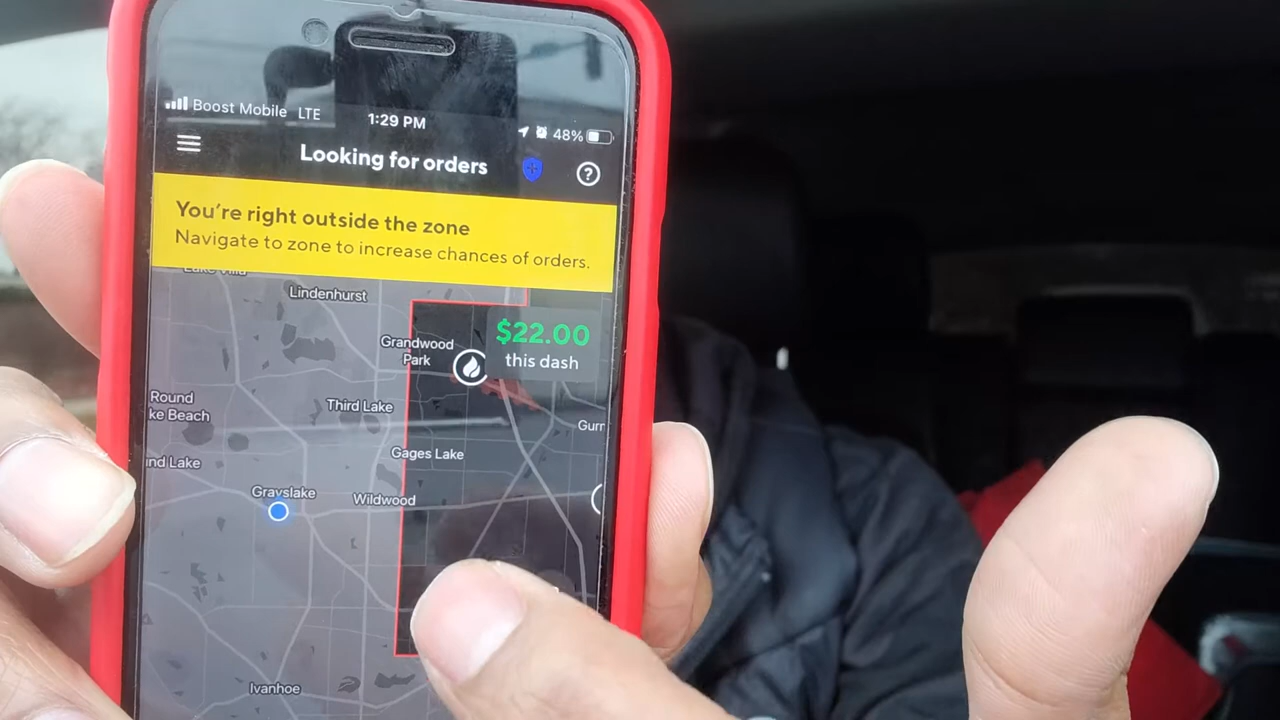 Boost Mobile LTE
1:29 PM
48%
Looking for orders
?
You're right outside the zone
Navigate to zone to increase chances of orders.
Lindenhurst
Grandwood
Park
$22.00
this dash
Round
ke Beach
Third Lake
Gurr
Gages Lake
nd Lake
Grayslake
Wildwood
Ivanhoe